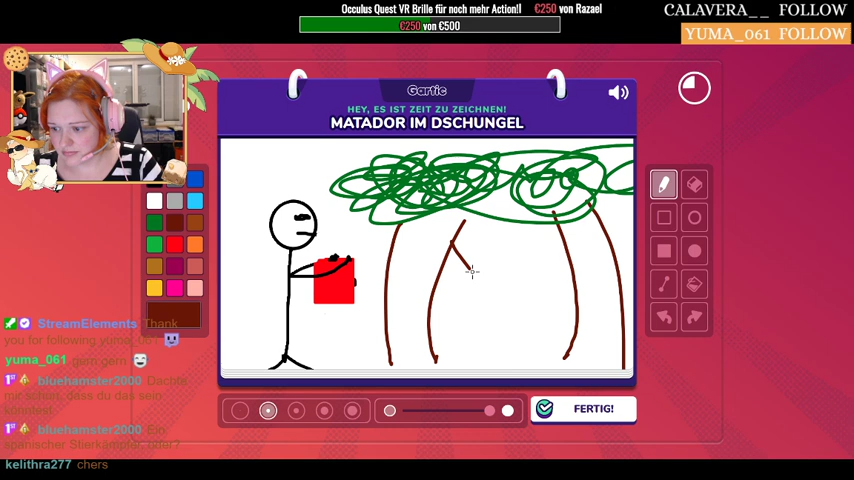 Occulus Quest VR Brille für noch mehr Action!! €250 von Razael
€250 von €500
CALAVERA__ FOLLOW
YUMA_061 FOLLOW
Gartic
HEY, ES IST ZEIT ZU ZEICHNEN!
MATADOR IM DSCHUNGEL
StreamElements: Thank
you for following yuma_061
yuma_061 gern gern
bluehamster2000 Dachte
mir schon, dass du das sein
könntest
bluehamster2000 Ein
spanischer Stierkämpfer, oder?
kelithra277 chers
FERTIG!